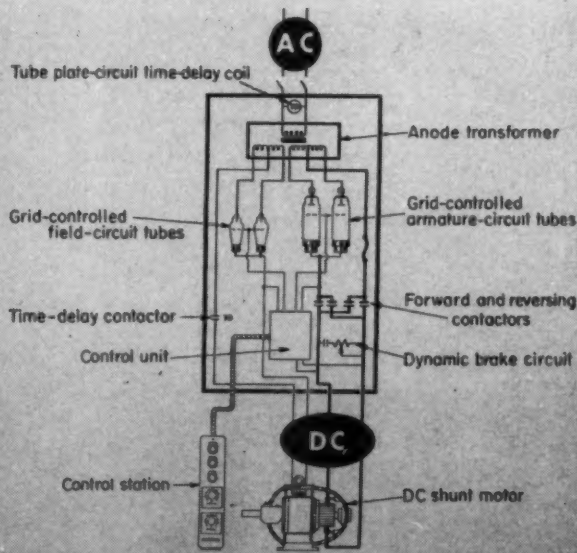 AC
Tube plate-circuit time-delay coil
Anode transformer
Grid-controlled
field-circuit tubes
Grid-controlled
armature-circuit tubes
Time-delay contactor
Forward and reversing
contactors
Control unit
Dynamic brake circuit
DC
Control station
DC shunt motor